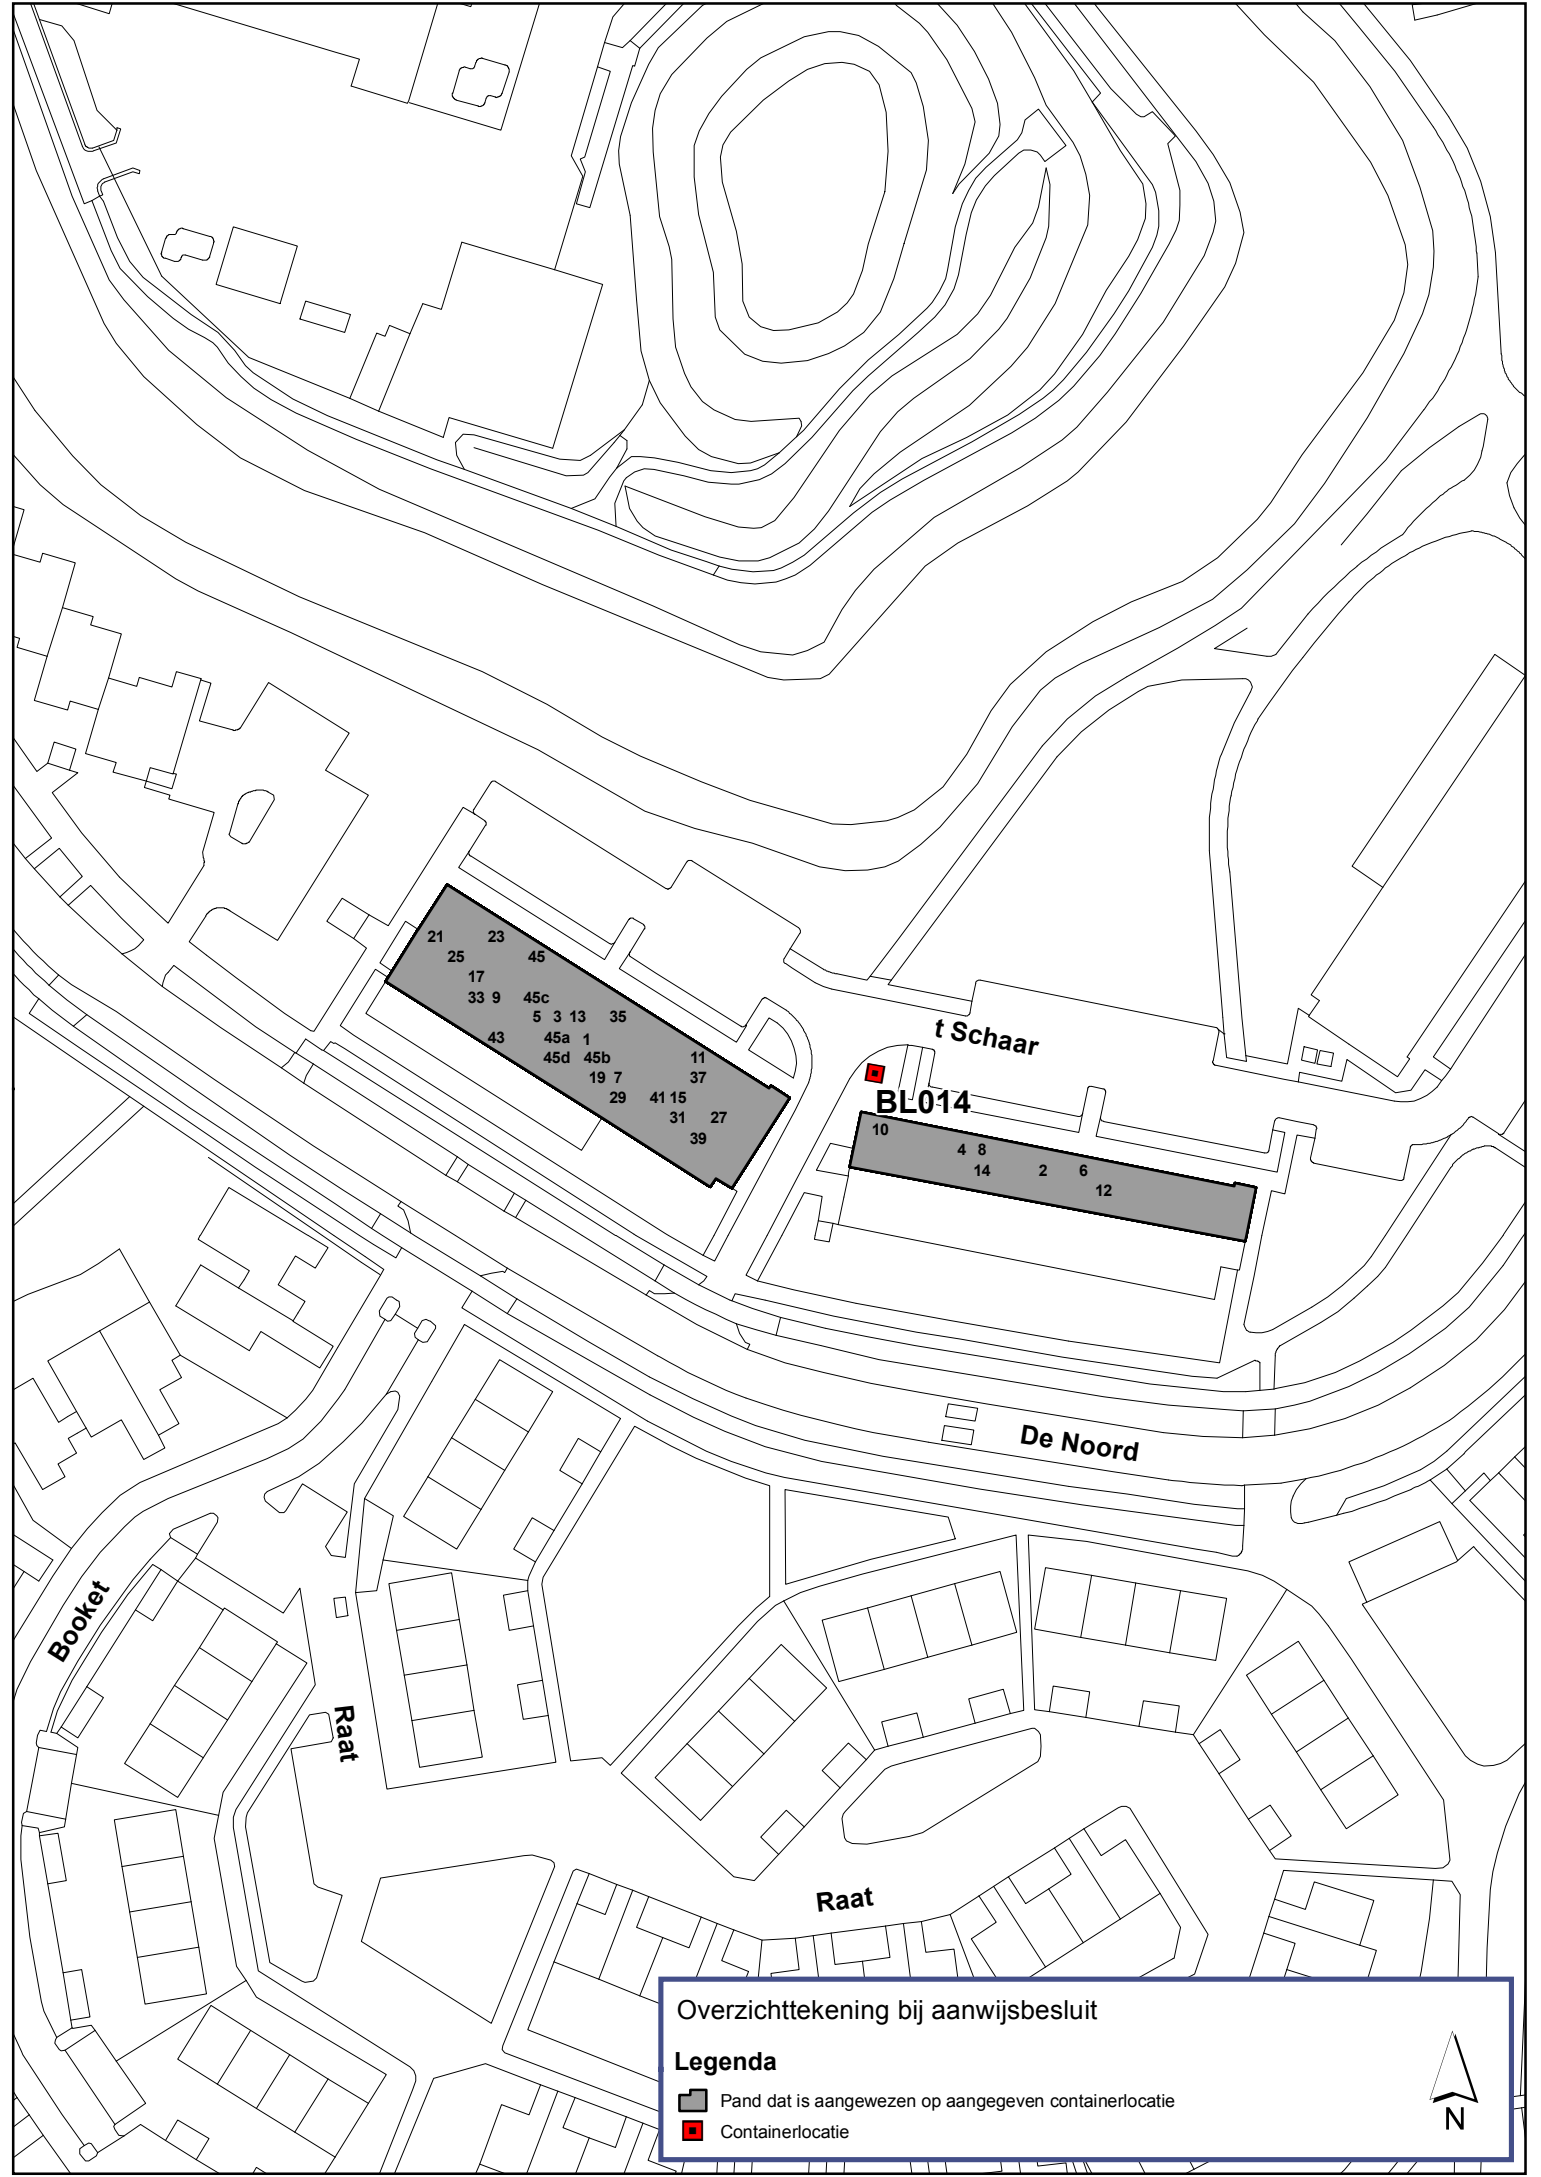 21 23
25 45
17
33 9 45c
5 3 13 35
43 45a 1
45d 45b 11
19 7 37
29 41 15
31 27
39
t Schaar
BL014
10
4 8
14 2 6
12
De Noord
Booket
Raat
Raat
Overzichttekening bij aanwijsbesluit
Legenda
Pand dat is aangewezen op aangegeven containerlocatie
Containerlocatie
N